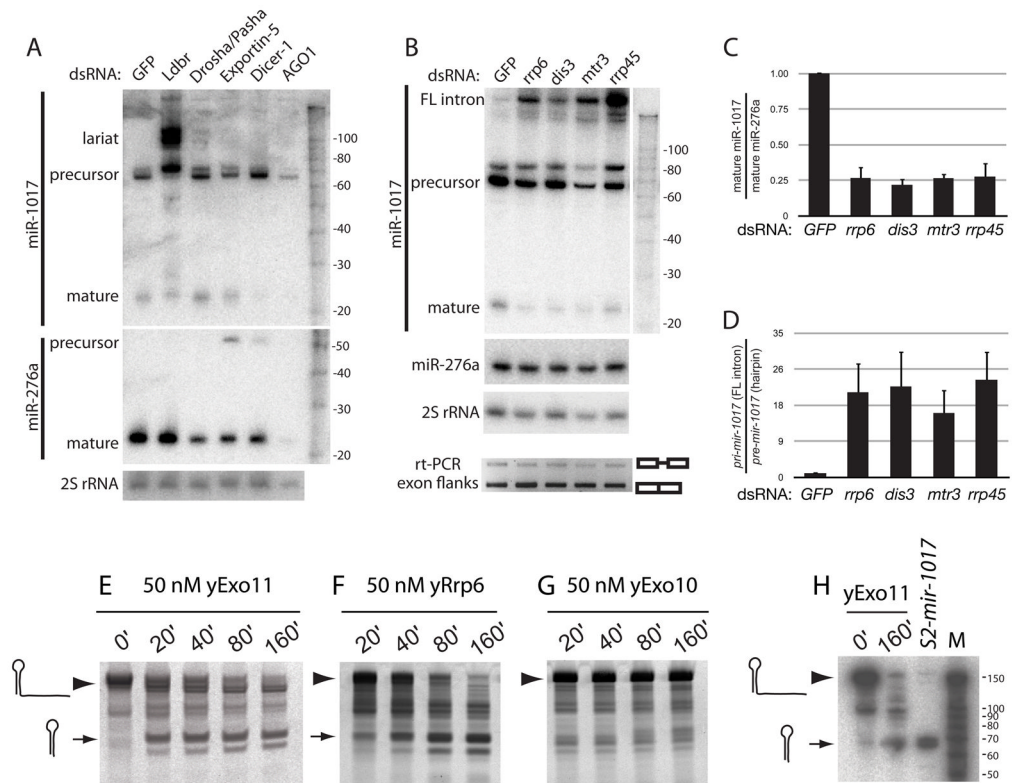 A
dsRNA: GFP Ldbr Drosha/Pasha Exportin-5 Dicer-1 AGO1
miR-1017
lariat
precursor
mature
-100
-80
-60
-40
-30
-20
miR-276a
precursor
mature
-50
-40
-30
-20
2S rRNA
B
dsRNA: GFP rrp6 dis3 mtr3 rrp45
miR-1017
FL intron
precursor
mature
-100
-80
-60
-40
-30
-20
miR-276a
2S rRNA
rt-PCR
exon flanks
C
mature miR-1017
mature miR-276a
1.00
0.75
0.50
0.25
0
dsRNA: GFP rrp6 dis3 mtr3 rrp45
D
pri-mir-1017 (FL intron)
pre-mir-1017 (hairpin)
35
26
18
9
0
dsRNA: GFP rrp6 dis3 mtr3 rrp45
E 50 nM yExo11
0' 20' 40' 80' 160'
F 50 nM yRrp6
20' 40' 80' 160'
G 50 nM yExo10
20' 40' 80' 160'
H yExo11
0' 160' S2-mir-1017 M
-150
-100
-90
-80
-70
-60
-50